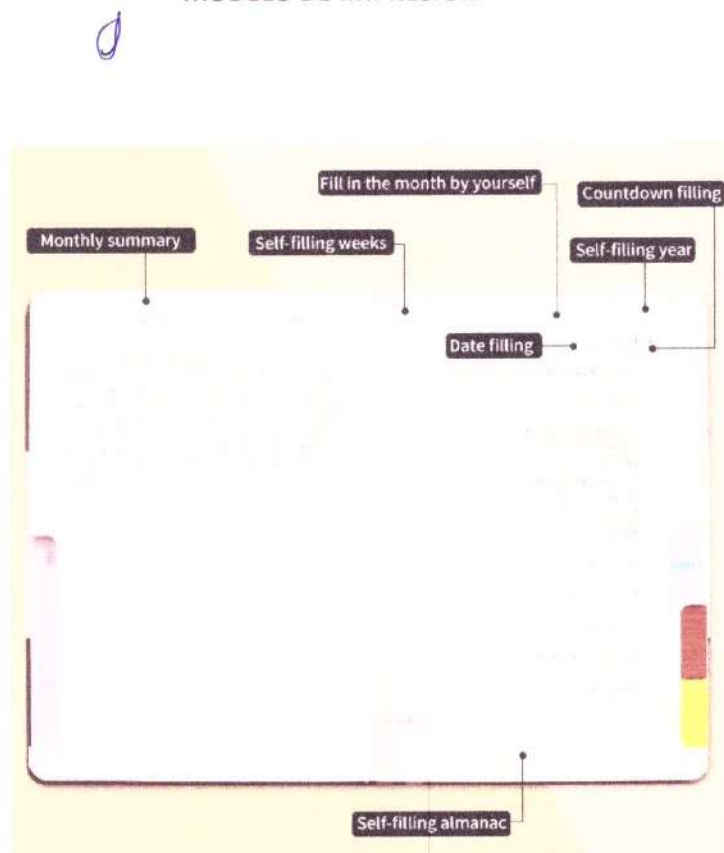 Fill in the month by yourself
Countdown filling
Monthly summary
Self-filling weeks
Self-filling year
Date filling
Self-filling almanac